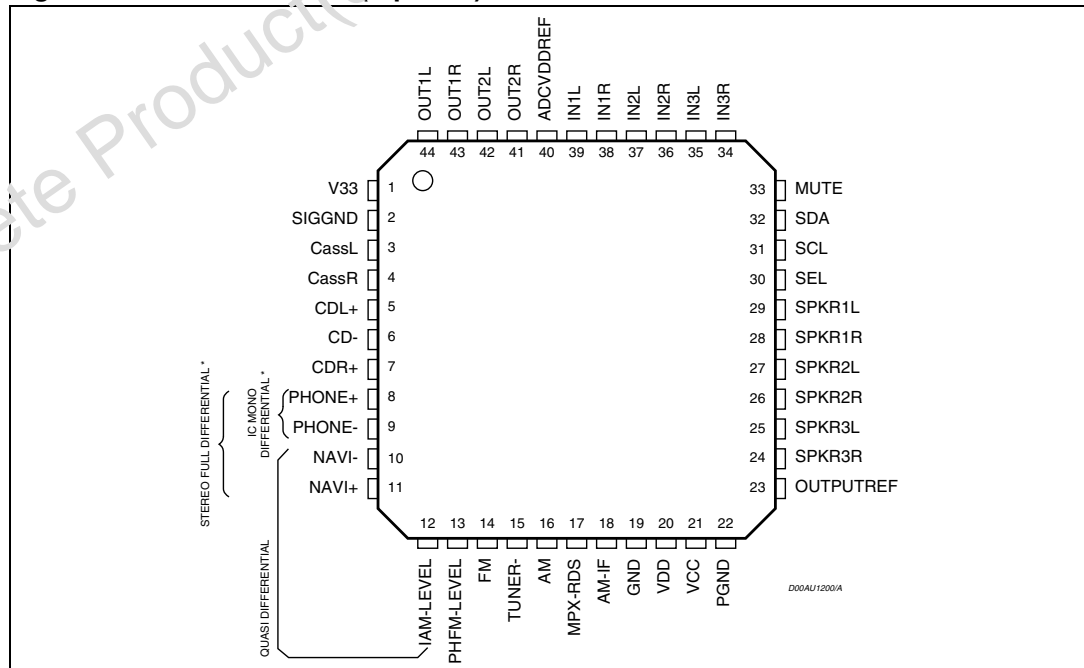 OUT1L
OUT1R
OUT2L
OUT2R
ADCVDDREF
IN1L
IN1R
IN2L
IN2R
IN3L
IN3R
44 43 42 41 40 39 38 37 36 35 34
V33 1
SIGGND 2
CassL 3
CassR 4
CDL+ 5
CD- 6
CDR+ 7
PHONE+ 8
PHONE- 9
NAVI- 10
NAVI+ 11
33 MUTE
32 SDA
31 SCL
30 SEL
29 SPKR1L
28 SPKR1R
27 SPKR2L
26 SPKR2R
25 SPKR3L
24 SPKR3R
23 OUTPUTREF
STEREO FULL DIFFERENTIAL *
IC MONO
DIFFERENTIAL *
QUASI DIFFERENTIAL
12 13 14 15 16 17 18 19 20 21 22
IAM-LEVEL
PHFM-LEVEL
FM
TUNER-
AM
MPX-RDS
AM-IF
GND
VDD
VCC
PGND
D00AU1200/A
ete Product(